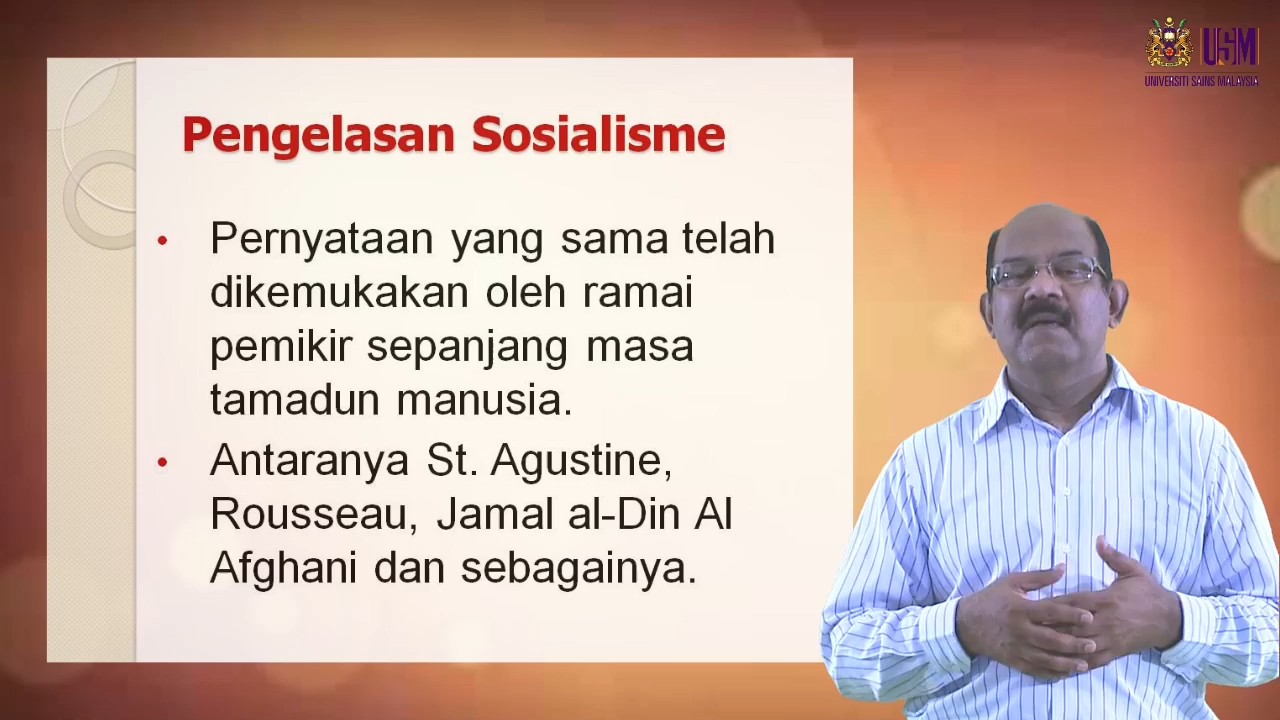 USM
UNIVERSITI SAINS MALAYSIA
Pengelasan Sosialisme
• Pernyataan yang sama telah
dikemukakan oleh ramai
pemikir sepanjang masa
tamadun manusia.
• Antaranya St. Agustine,
Rousseau, Jamal al-Din Al
Afghani dan sebagainya.